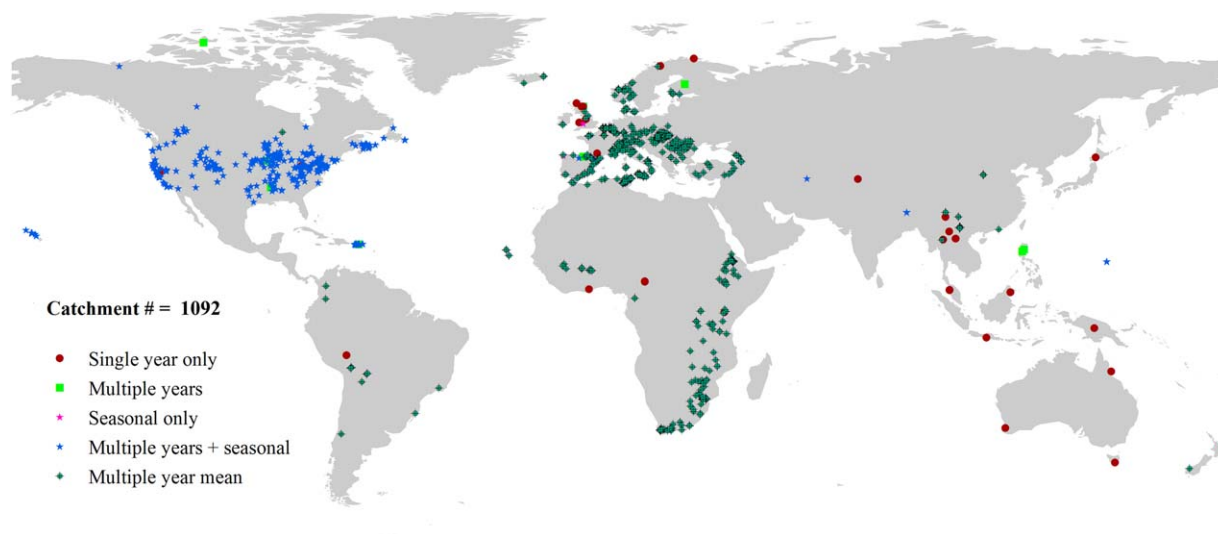 Catchment # = 1092
Single year only
Multiple years
Seasonal only
Multiple years + seasonal
Multiple year mean